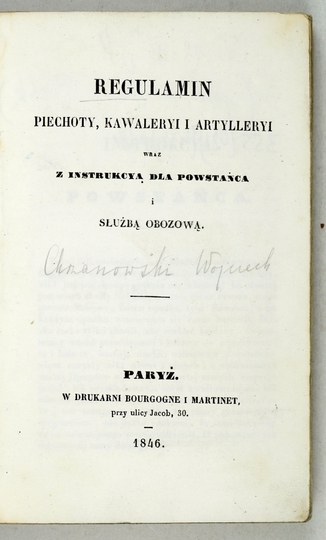 REGULAMIN
PIECHOTY, KAWALERYI I ARTYLLERYI
WRAZ
Z INSTRUKCYĄ DLA POWSTAŃCA
i
SŁUŻBĄ OBOZOWĄ.
Chrzanowski Wojciech
PARYŻ.
W DRUKARNI BOURGOGNE I MARTINET,
przy ulicy Jacob, 30.
1846.